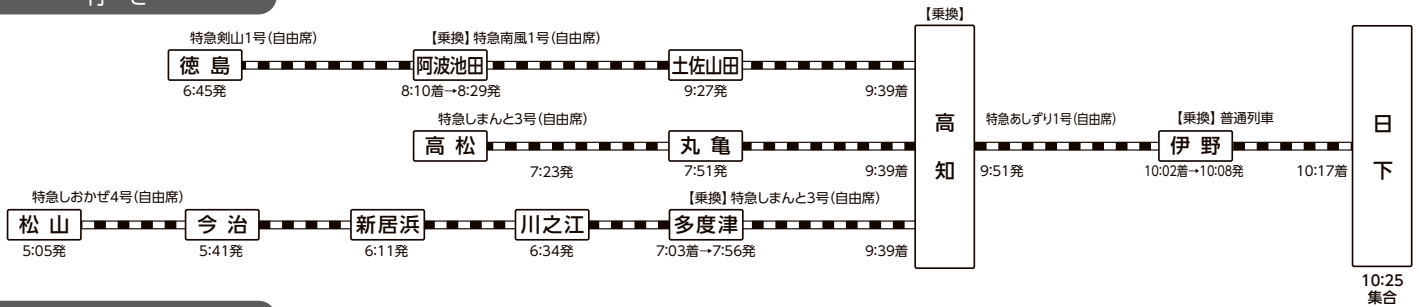 行 き
【乗換】
特急剣山1号(自由席)
【乗換】特急南風1号(自由席)
徳 島
阿波池田
土佐山田
6:45発
8:10着→8:29発
9:27発
9:39着
特急しまんと3号(自由席)
高 松
丸 亀
7:23発
7:51発
9:39着
高 知
特急あしずり1号(自由席)
【乗換】普通列車
伊 野
日 下
9:51発
10:02着→10:08発
10:17着
特急しおかぜ4号(自由席)
【乗換】特急しまんと3号(自由席)
松 山
今 治
新居浜
川之江
多度津
5:05発
5:41発
6:11発
6:34発
7:03着→7:56発
9:39着
10:25
集合